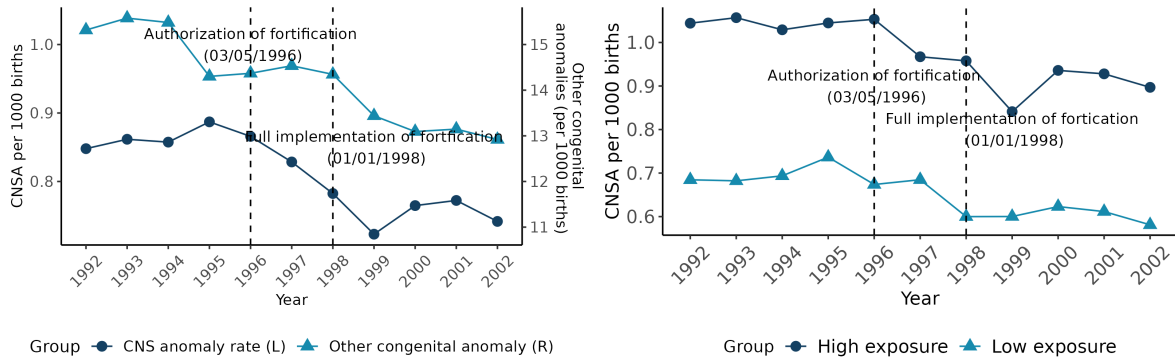 CNSA per 1000 births
1.0
0.9
0.8
Authorization of fortification
(03/05/1996)
Full implementation of fortfication
(01/01/1998)
15
14
13
12
11
Other congenital
anomalies (per 1000 births)
1992
1993
1994
1995
1996
1997
1998
1999
2000
2001
2002
Year
Group
CNS anomaly rate (L)
Other congenital anomaly (R)
CNSA per 1000 births
1.0
0.9
0.8
0.7
0.6
Authorization of fortification
(03/05/1996)
Full implementation of fortication
(01/01/1998)
1992
1993
1994
1995
1996
1997
1998
1999
2000
2001
2002
Year
Group
High exposure
Low exposure